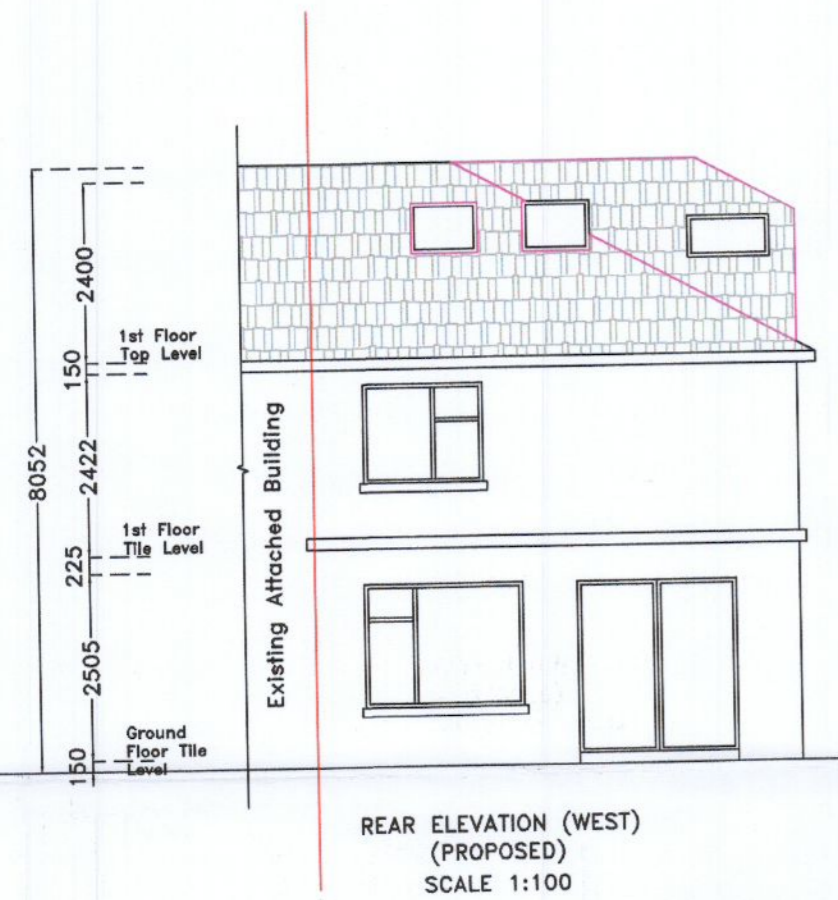 8052
2400
150
2422
225
2505
150
1st Floor
Top Level
1st Floor
Tile Level
Ground
Floor Tile
Level
Existing Attached Building
REAR ELEVATION (WEST)
(PROPOSED)
SCALE 1:100